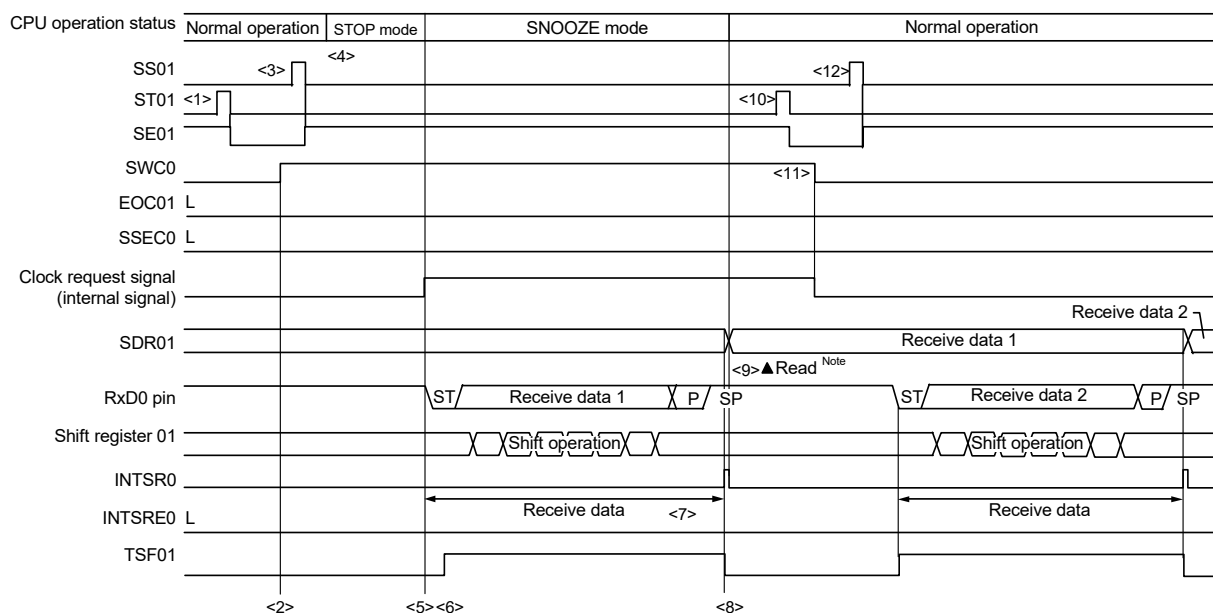 CPU operation status Normal operation STOP mode SNOOZE mode Normal operation
<4>
SS01 <3> <12>
ST01 <1> <10>
SE01
SWC0 <11>
EOC01 L
SSEC0 L
Clock request signal
(internal signal)
Receive data 2
SDR01 Receive data 1
<9>▲Read Note
RxD0 pin ST Receive data 1 P SP ST Receive data 2 P SP
Shift register 01 Shift operation Shift operation
INTSR0
Receive data <7> Receive data
INTSRE0 L
TSF01
<2> <5> <6> <8>